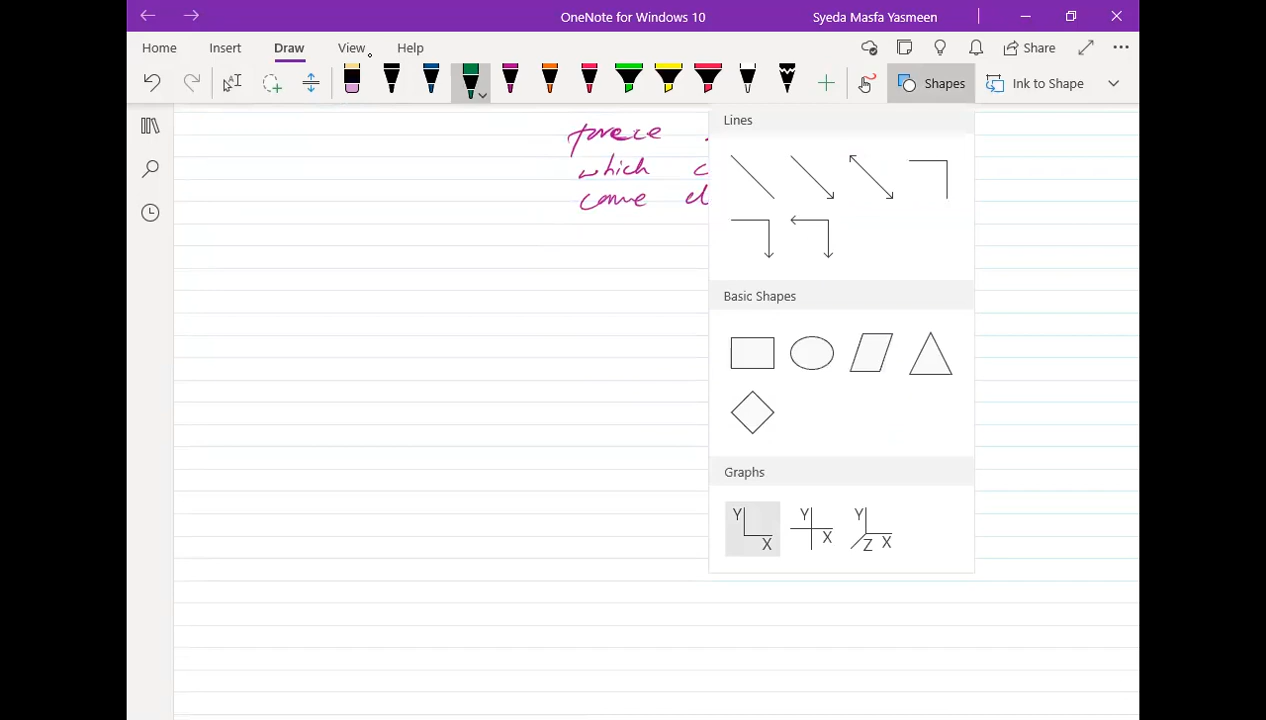 OneNote for Windows 10
Syeda Masfa Yasmeen
Home Insert Draw View Help
Share
Shapes
Ink to Shape
Lines
which
come
Basic Shapes
Graphs
Y X
Y X
Y Z X